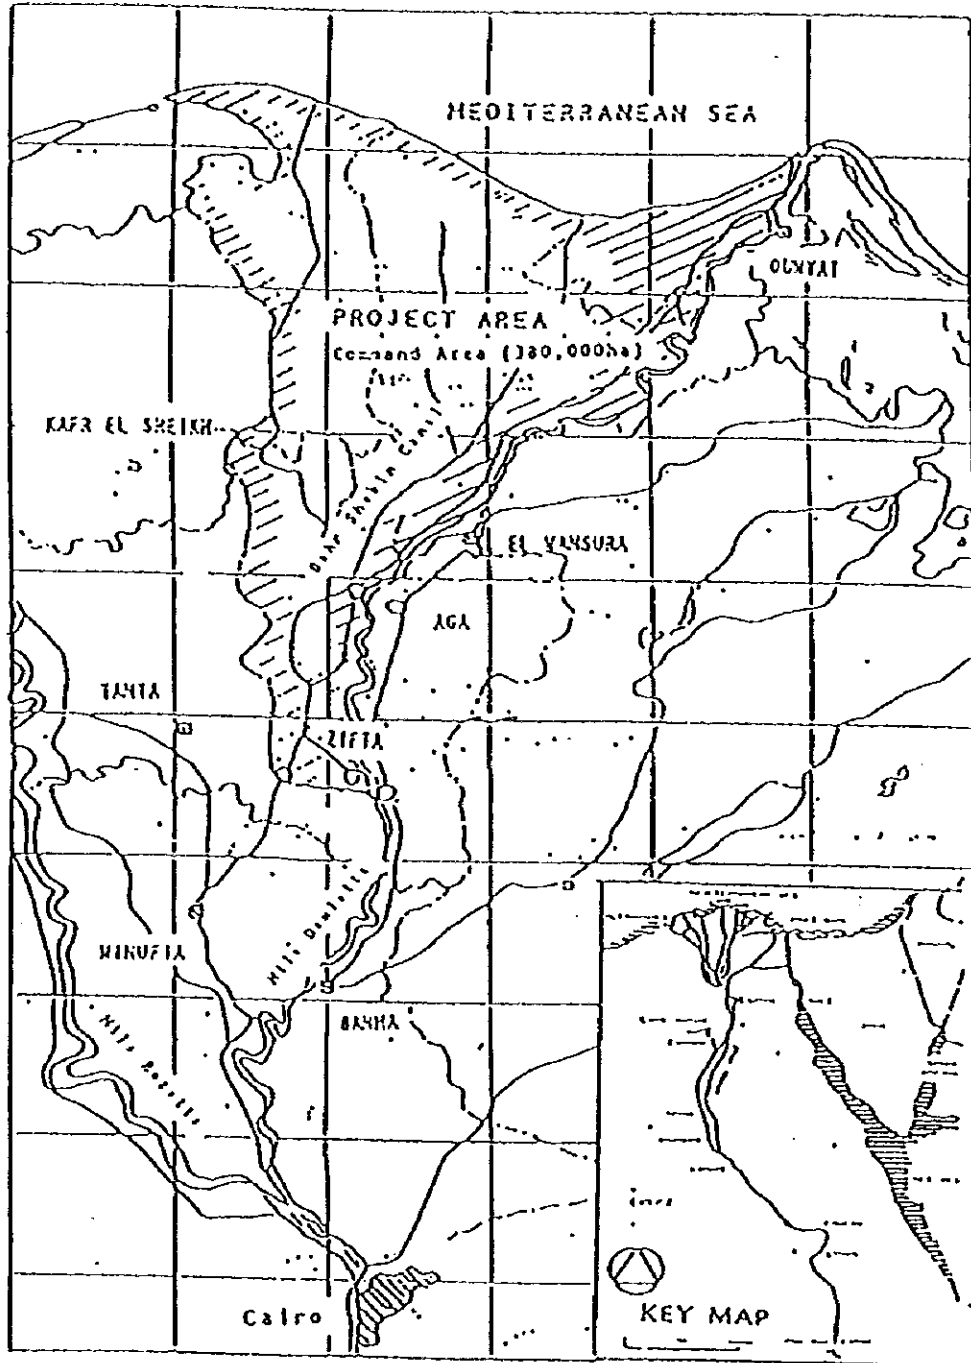 MEDITERRANEAN SEA
DUMYAT
PROJECT AREA
Command Area (380,000ha)
KAFR EL SHEIKH
Bahr Shebin Canal
EL MANSURA
AGA
TANTA
ZIFTA
Nile Damietta
MINUFIA
BANHA
Nile Rosetta
Cairo
KEY MAP